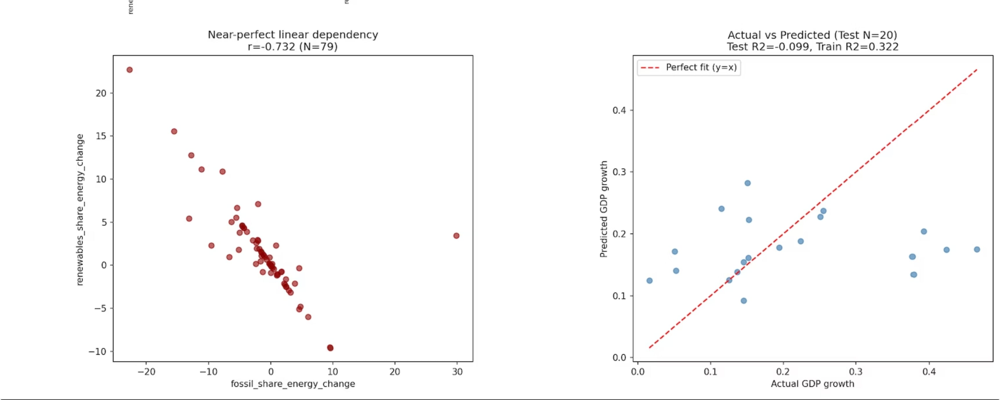 rene
re
Near-perfect linear dependency
r=-0.732 (N=79)
20
15
10
5
0
−5
−10
renewables_share_energy_change
−20
−10
0
10
20
30
fossil_share_energy_change
Actual vs Predicted (Test N=20)
Test R2=-0.099, Train R2=0.322
Perfect fit (y=x)
0.4
0.3
0.2
0.1
0.0
Predicted GDP growth
0.0
0.1
0.2
0.3
0.4
Actual GDP growth